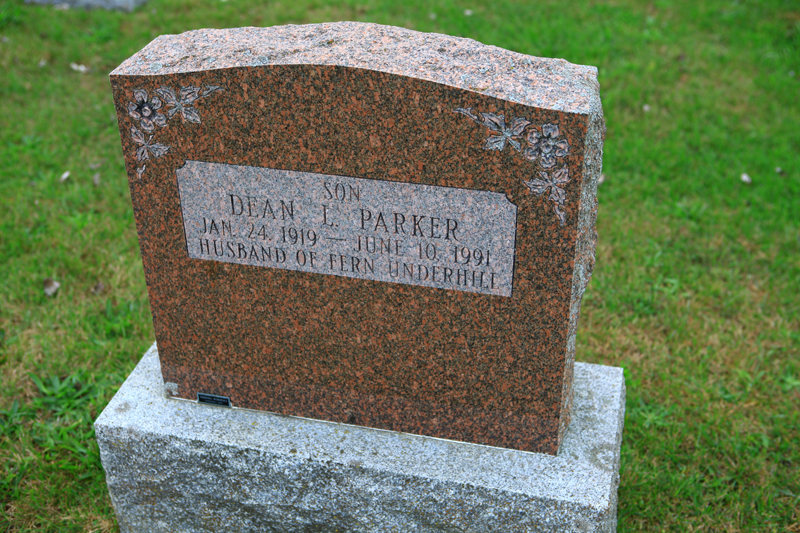 SON
DEAN L. PARKER
JAN. 24, 1919 — JUNE 10, 1991
HUSBAND OF FERN UNDERHILL